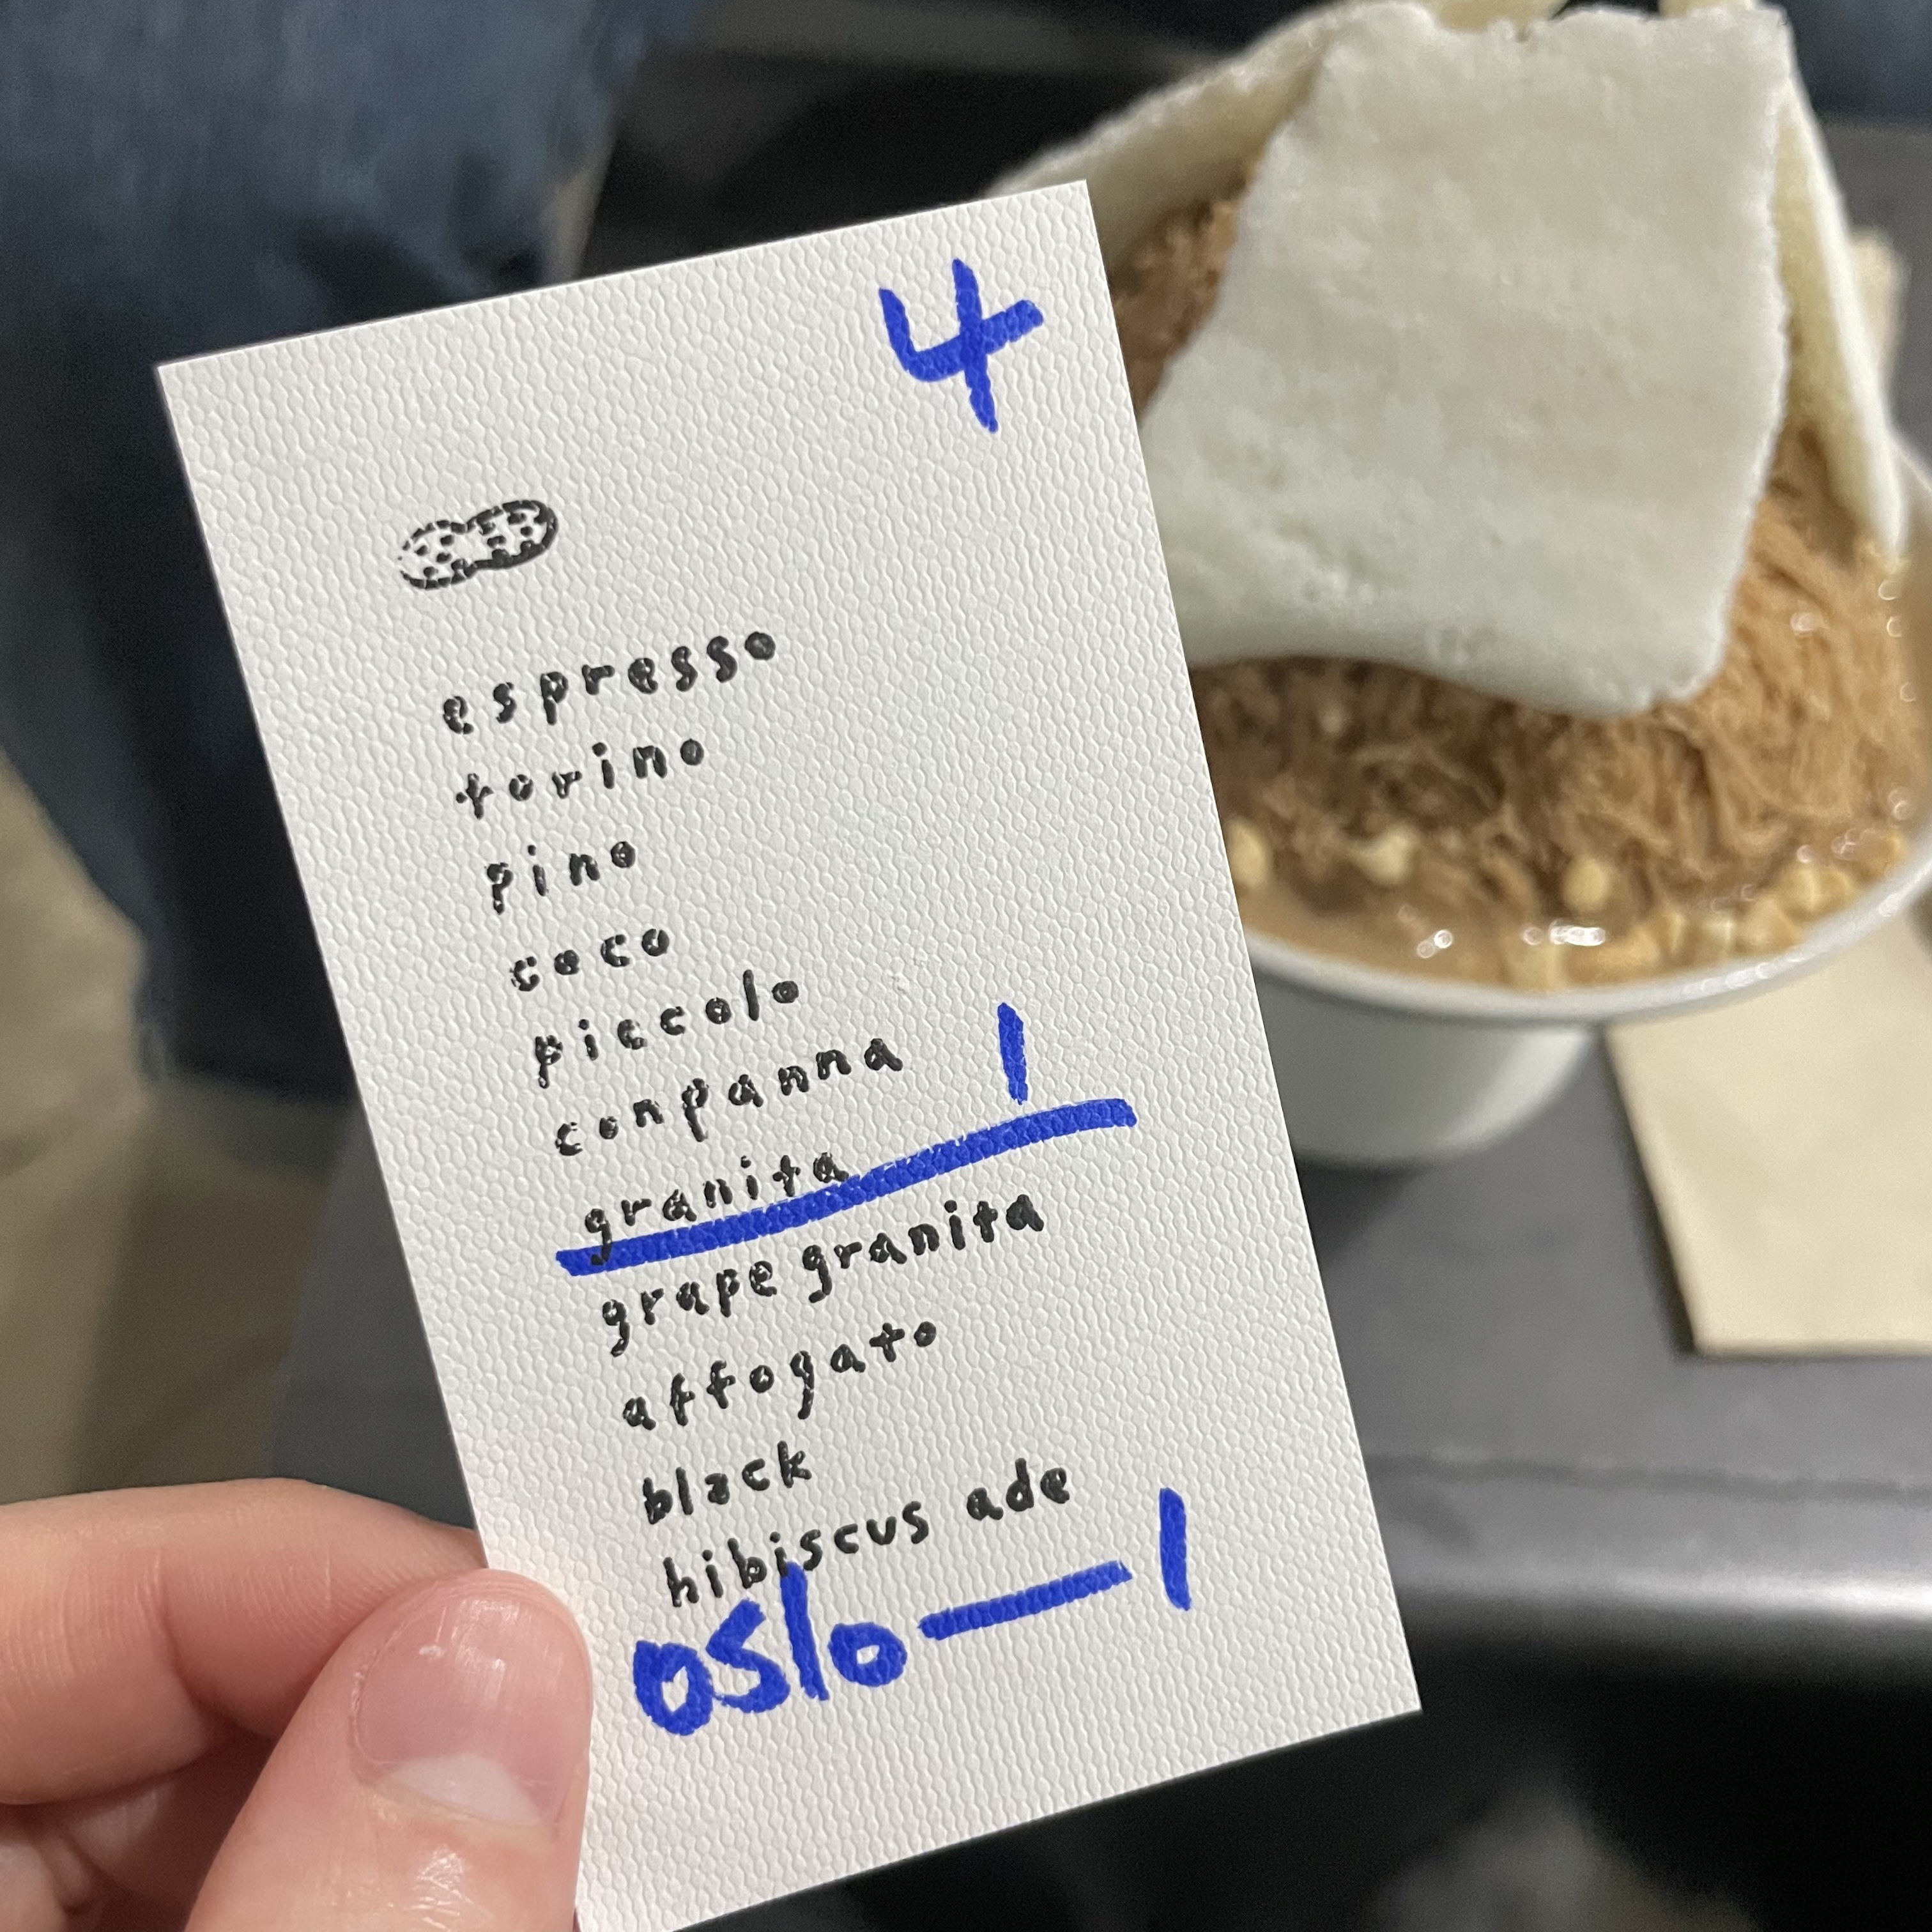 4
espresso
torino
pino
coco
piccolo
conpanna 1
granita
grape granita
affogato
black
hibiscus ade
oslo — 1